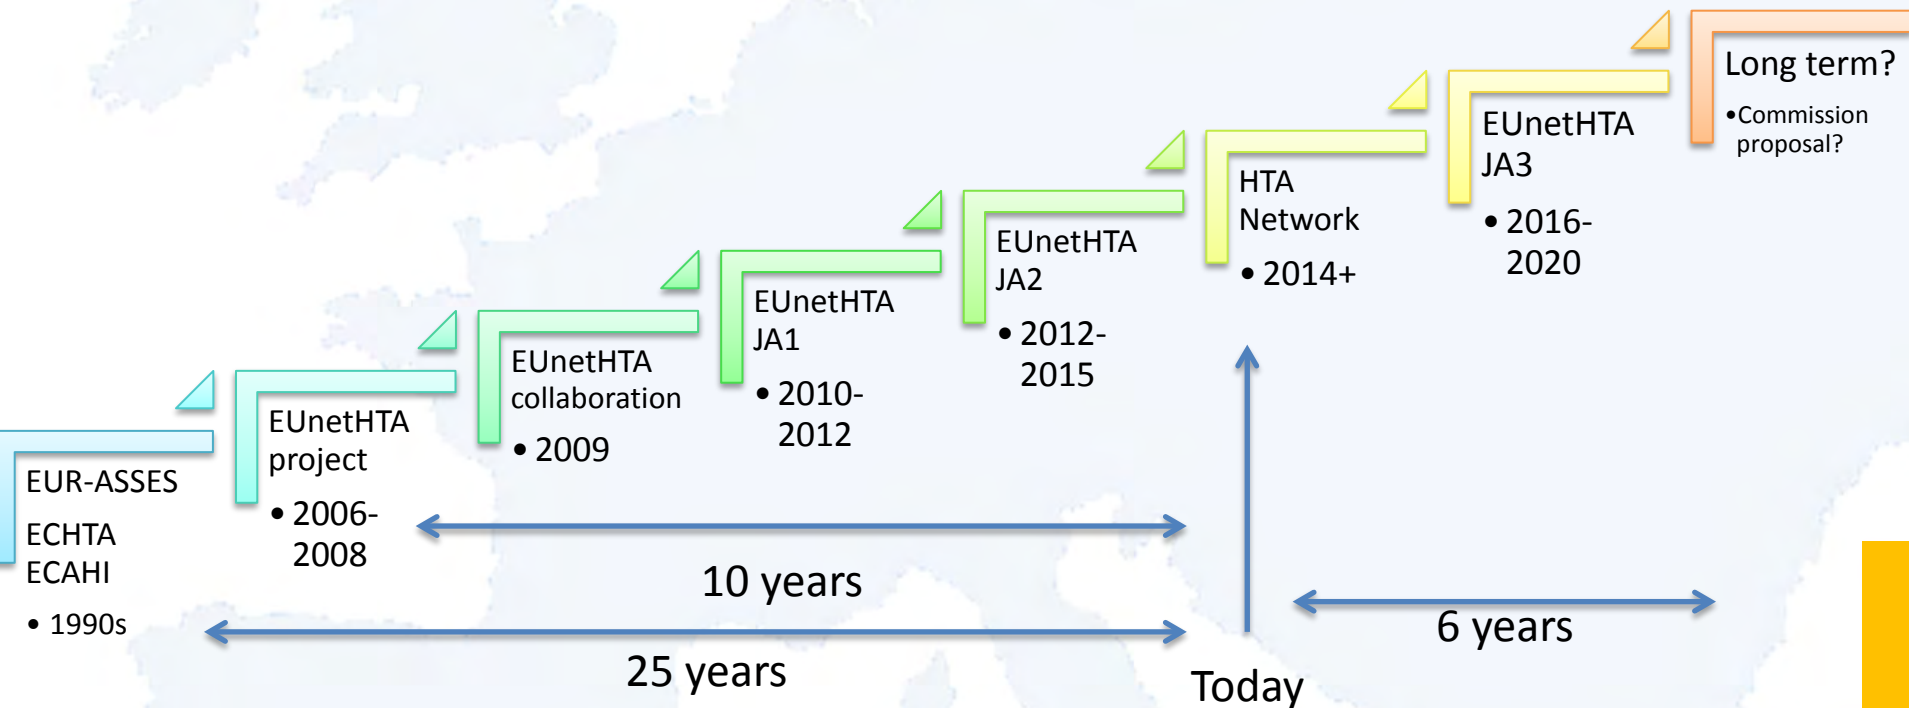 EUR-ASSES
ECHTA
ECAHI
• 1990s
EUnetHTA
project
• 2006-
2008
EUnetHTA
collaboration
• 2009
EUnetHTA
JA1
• 2010-
2012
EUnetHTA
JA2
• 2012-
2015
HTA
Network
• 2014+
EUnetHTA
JA3
• 2016-
2020
Long term?
•Commission
proposal?
10 years
25 years
Today
6 years